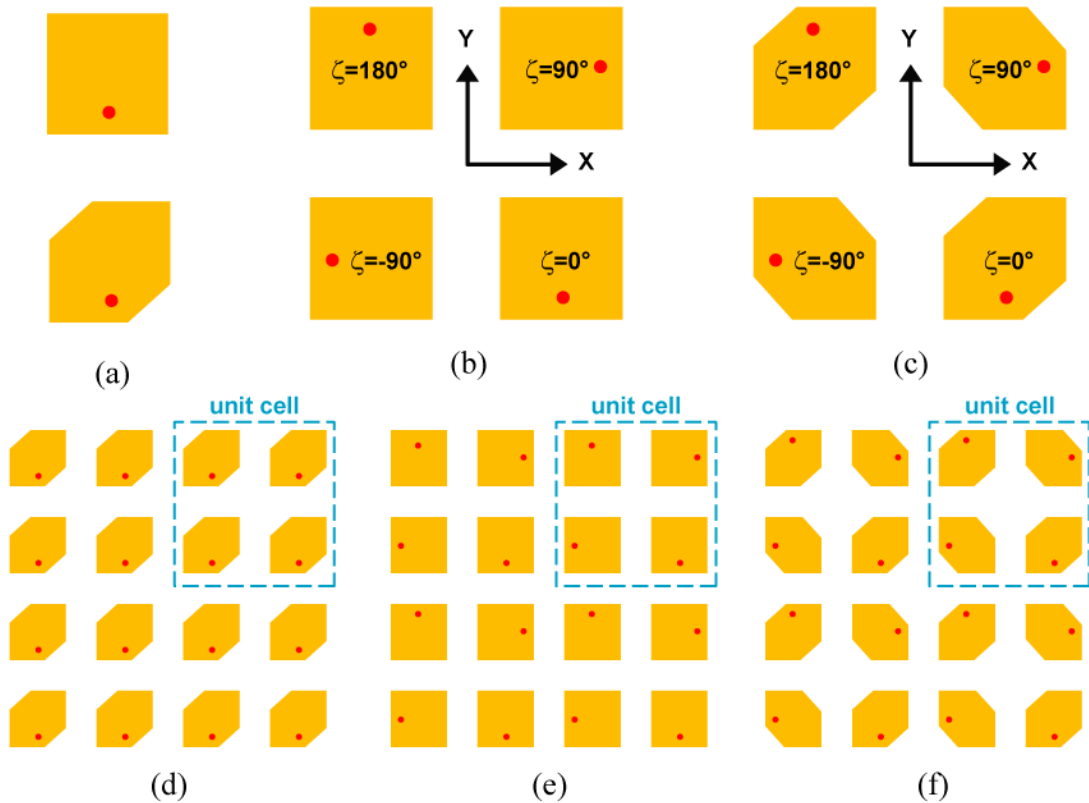 Y Y
ζ=180° ζ=90° ζ=180° ζ=90°
X X
ζ=-90° ζ=0° ζ=-90° ζ=0°
(a) (b) (c)
unit cell unit cell unit cell
(d) (e) (f)